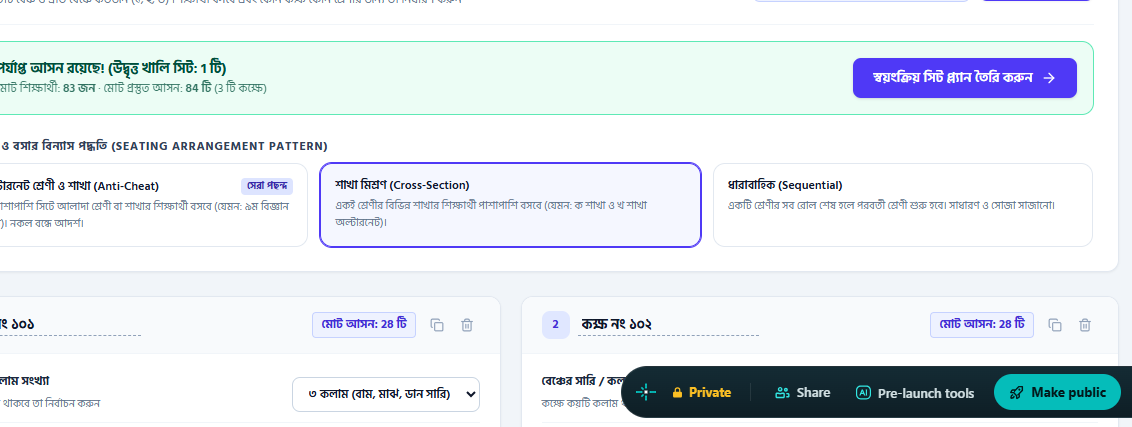 পর্যাপ্ত আসন রয়েছে! (উদ্বৃত্ত খালি সিট: 1 টি)
মোট শিক্ষার্থী: 83 জন · মোট প্রস্তুত আসন: 84 টি (3 টি কক্ষে)
স্বয়ংক্রিয় সিট প্ল্যান তৈরি করুন →
ও বসার বিন্যাস পদ্ধতি (SEATING ARRANGEMENT PATTERN)
শ্রেণী ও শাখা (Anti-Cheat)
সেরা পছন্দ
সিটে আলাদা শ্রেণী বা শাখার শিক্ষার্থী বসবে (যেমন: ৯ম বিজ্ঞান
নকল বন্ধে আদর্শ।
শাখা মিশ্রণ (Cross-Section)
একই শ্রেণীর বিভিন্ন শাখার শিক্ষার্থী পাশাপাশি বসবে (যেমন: ক শাখা ও খ শাখা
অল্টারনেট)।
ধারাবাহিক (Sequential)
একটি শ্রেণীর সব রোল শেষ হলে পরবর্তী শ্রেণী শুরু হবে। সাধারণ ও সোজা সাজানো।
নং ১০১
মোট আসন: 28 টি
2
কক্ষ নং ১০২
মোট আসন: 28 টি
সংখ্যা
থাকবে তা নির্বাচন করুন
৩ কলাম (বাম, মাঝ, ডান সারি)
বেঞ্চের সারি /
কক্ষে কয়টি কলাম
Private
Share
AI Pre-launch tools
Make public